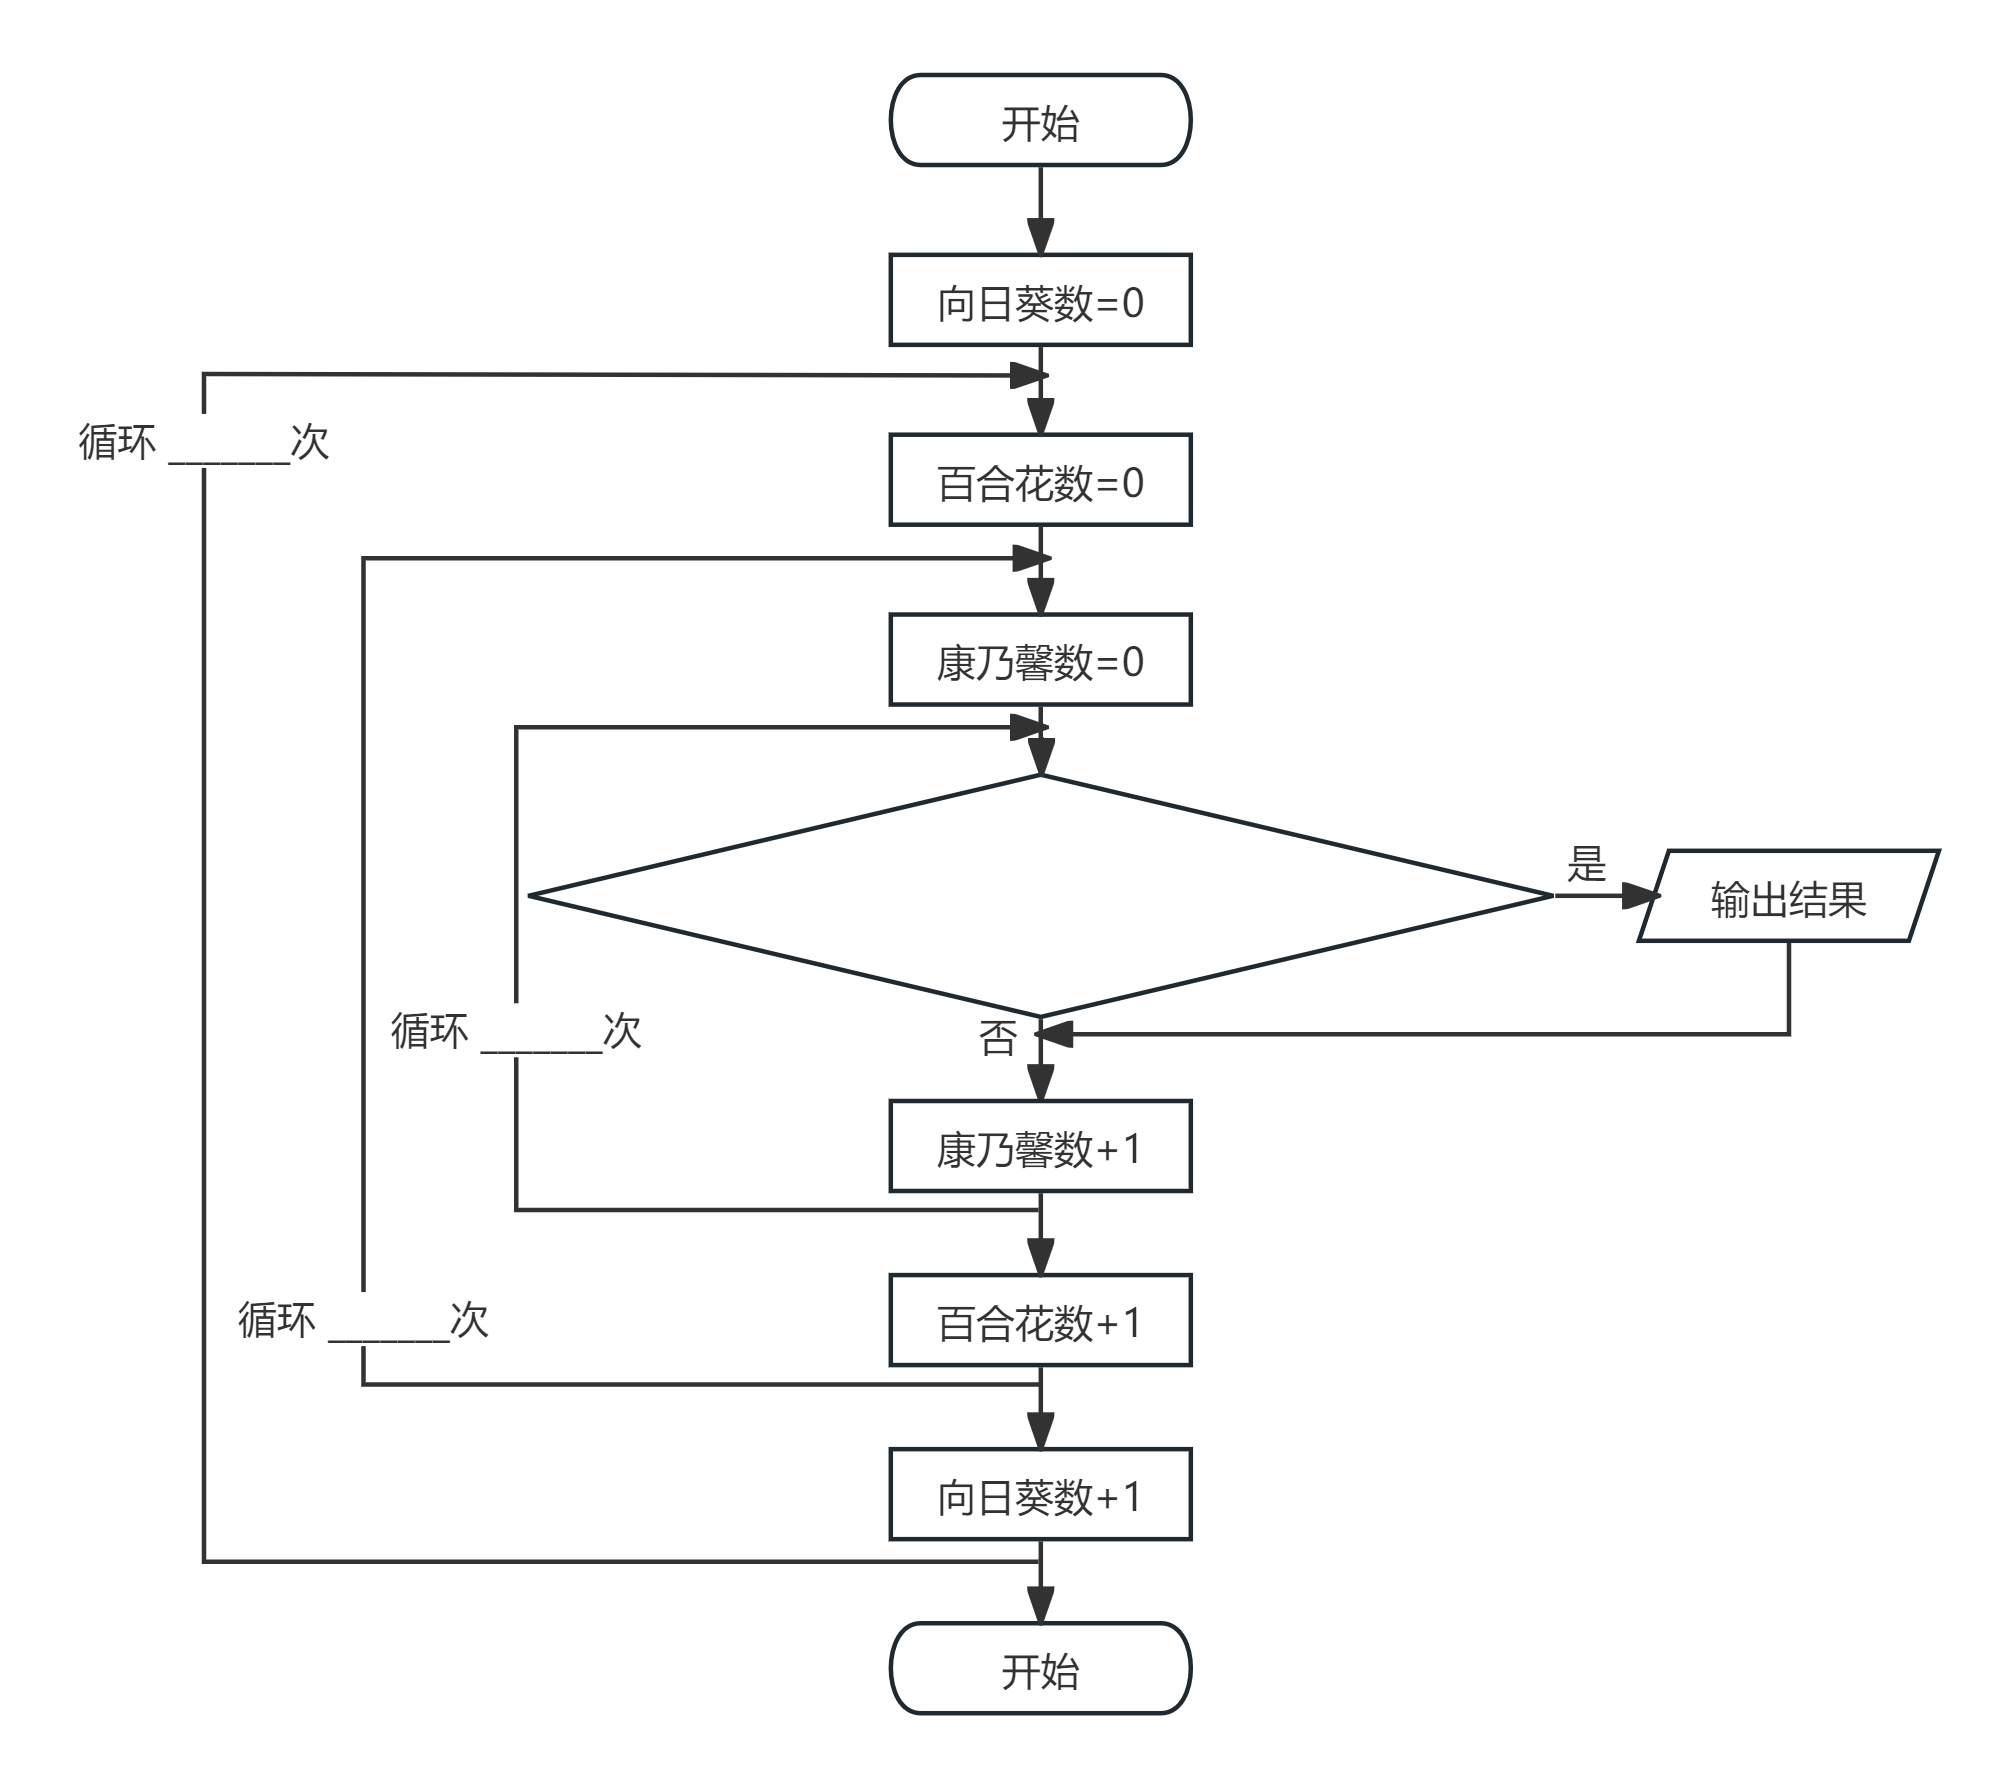 开始
向日葵数=0
循环 _______次
百合花数=0
康乃馨数=0
是
输出结果
循环 _______次
否
康乃馨数+1
循环 _______次
百合花数+1
向日葵数+1
开始